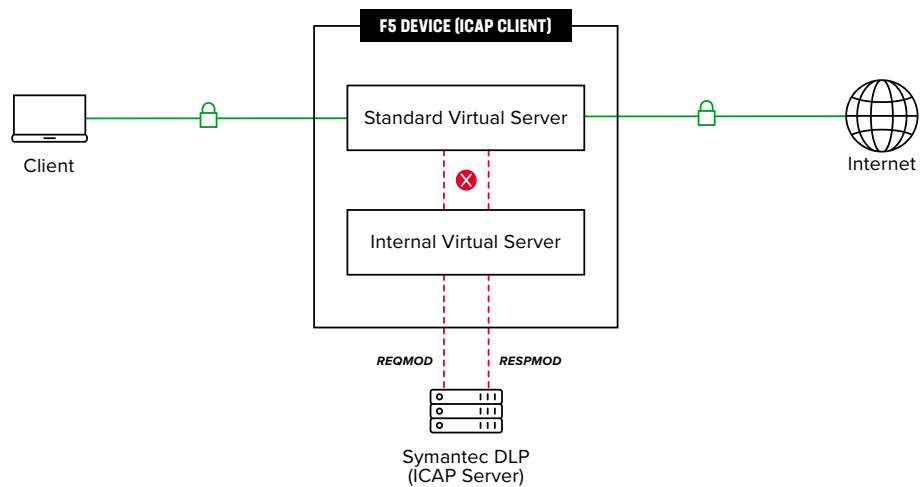 F5 DEVICE (ICAP CLIENT)
Standard Virtual Server
Client
Internet
Internal Virtual Server
REQMOD
RESPMOD
Symantec DLP
(ICAP Server)